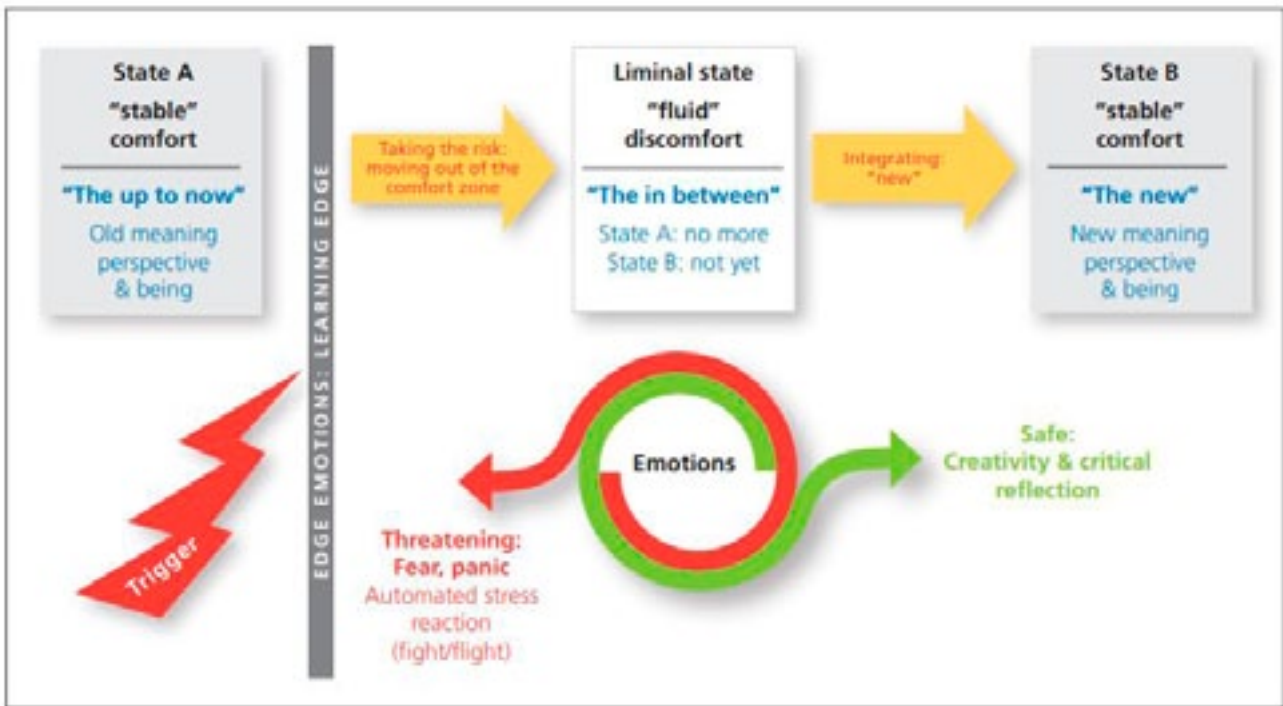 State A
"stable"
comfort
"The up to now"
Old meaning
perspective
& being
EDGE EMOTIONS: LEARNING EDGE
Taking the risk:
moving out of the
comfort zone
Liminal state
"fluid"
discomfort
"The in between"
State A: no more
State B: not yet
Integrating:
"new"
State B
"stable"
comfort
"The new"
New meaning
perspective
& being
Trigger
Threatening:
Fear, panic
Automated stress
reaction
(fight/flight)
Emotions
Safe:
Creativity & critical
reflection